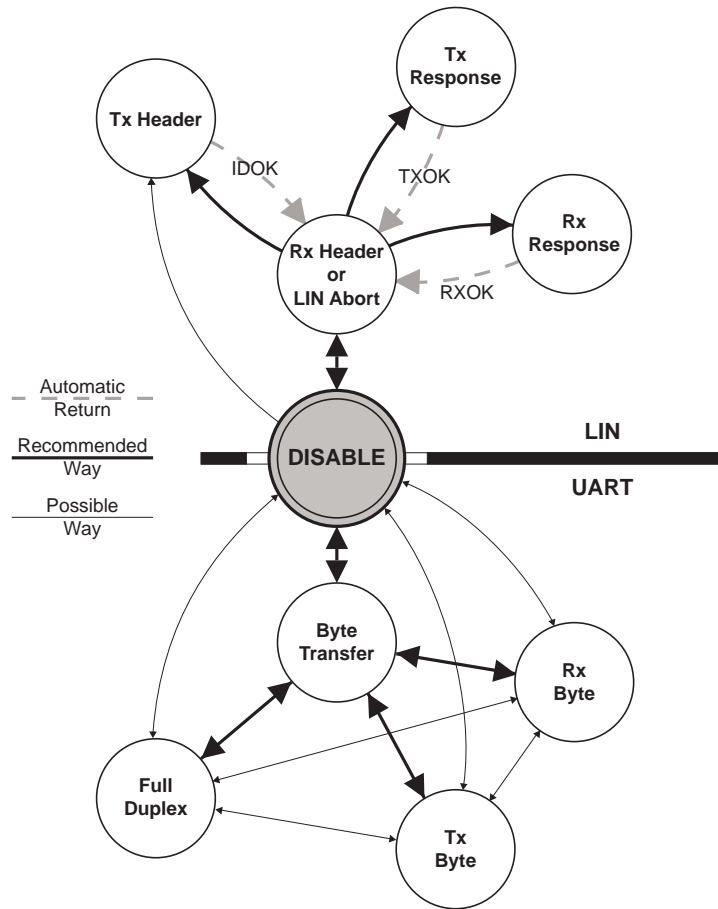 Tx
Response
Tx Header
IDOK
TXOK
Rx
Response
Rx Header
or
LIN Abort
RXOK
Automatic
Return
Recommended
Way
Possible
Way
DISABLE
LIN
UART
Byte
Transfer
Rx
Byte
Full
Duplex
Tx
Byte